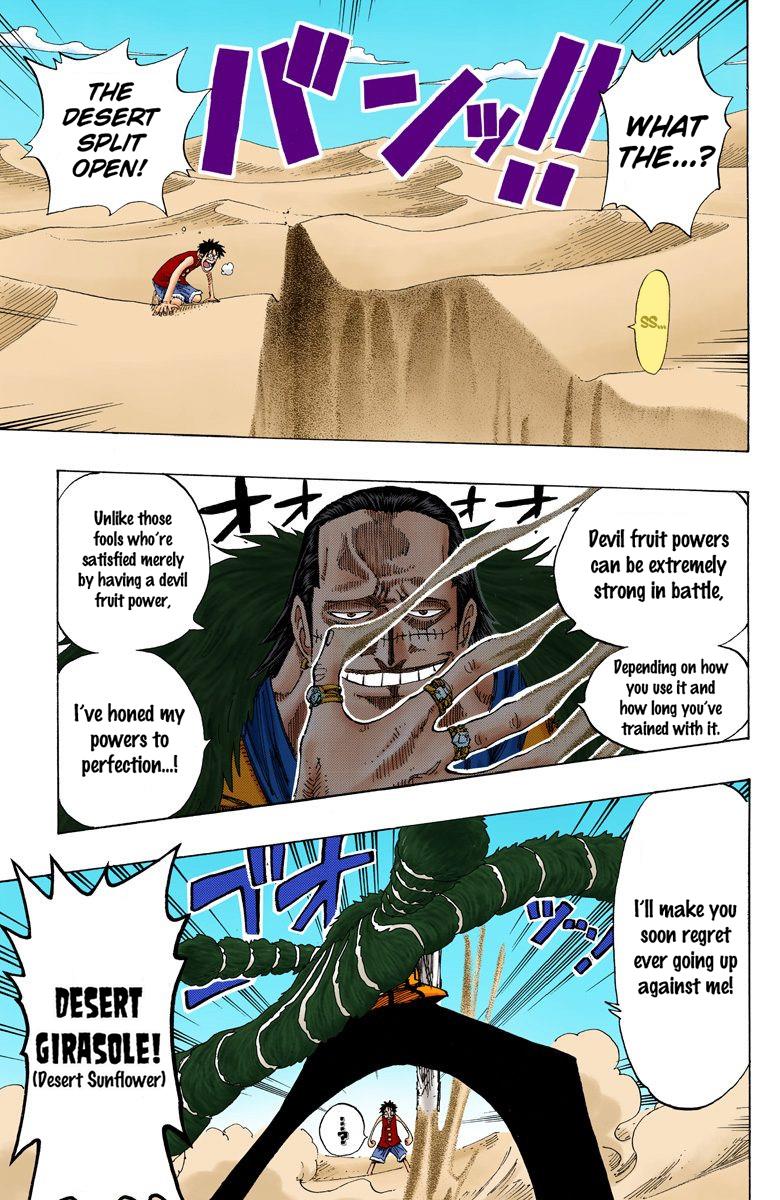 WHAT
THE...?
バンッ!!
THE
DESERT
SPLIT
OPEN!
SS...
Devil fruit powers
can be extremely
strong in battle,
Depending on how
you use it and
how long you've
trained with it.
オオオオ
Unlike those
fools who're
satisfied merely
by having a devil
fruit power,
I've honed my
powers to
perfection...!
I'll make you
soon regret
ever going up
against me!
ゴオッ!!
DESERT
GIRASOLE!
(Desert Sunflower)
...?